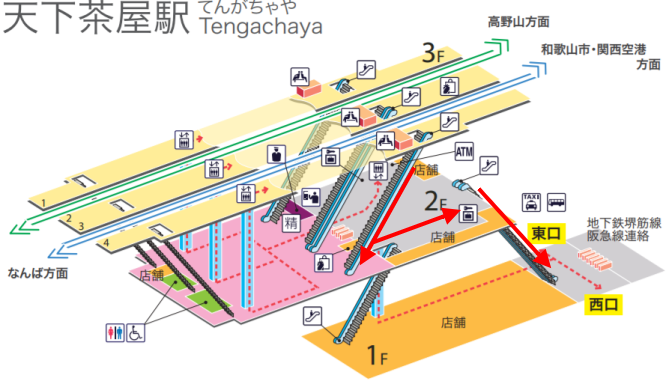 天下茶屋駅 てんがちゃや
Tengachaya
高野山方面
和歌山市・関西空港
方面
3F
1
2
3
4
なんば方面
ATM
店舗
2F
精
店舗
店舗
TAXI
東口
地下鉄堺筋線
阪急線連絡
西口
店舗
店舗
1F